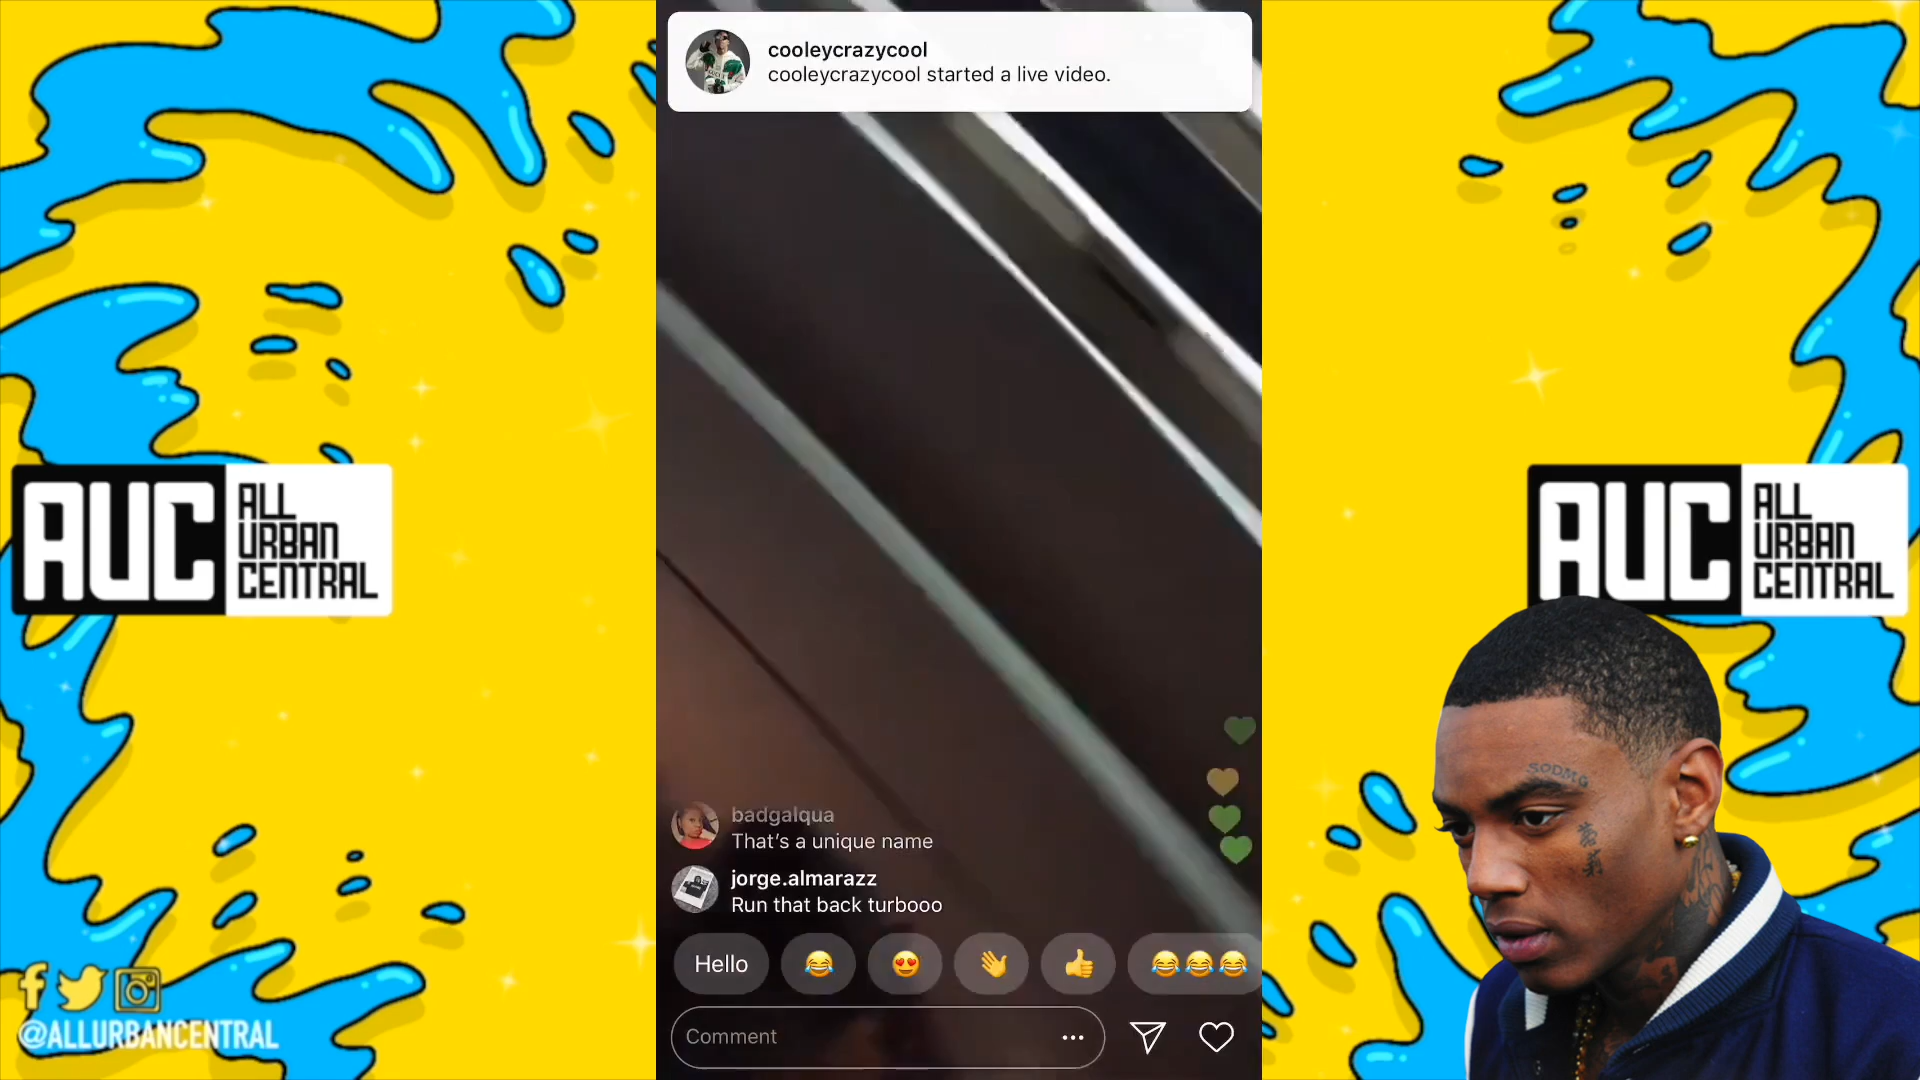 cooleycrazycool
cooleycrazycool started a live video.
AUC
ALL
URBAN
CENTRAL
AUC
ALL
URBAN
CENTRAL
SODMG
badgalqua
That’s a unique name
jorge.almarazz
Run that back turbooo
Hello
Comment
@ALLURBANCENTRAL